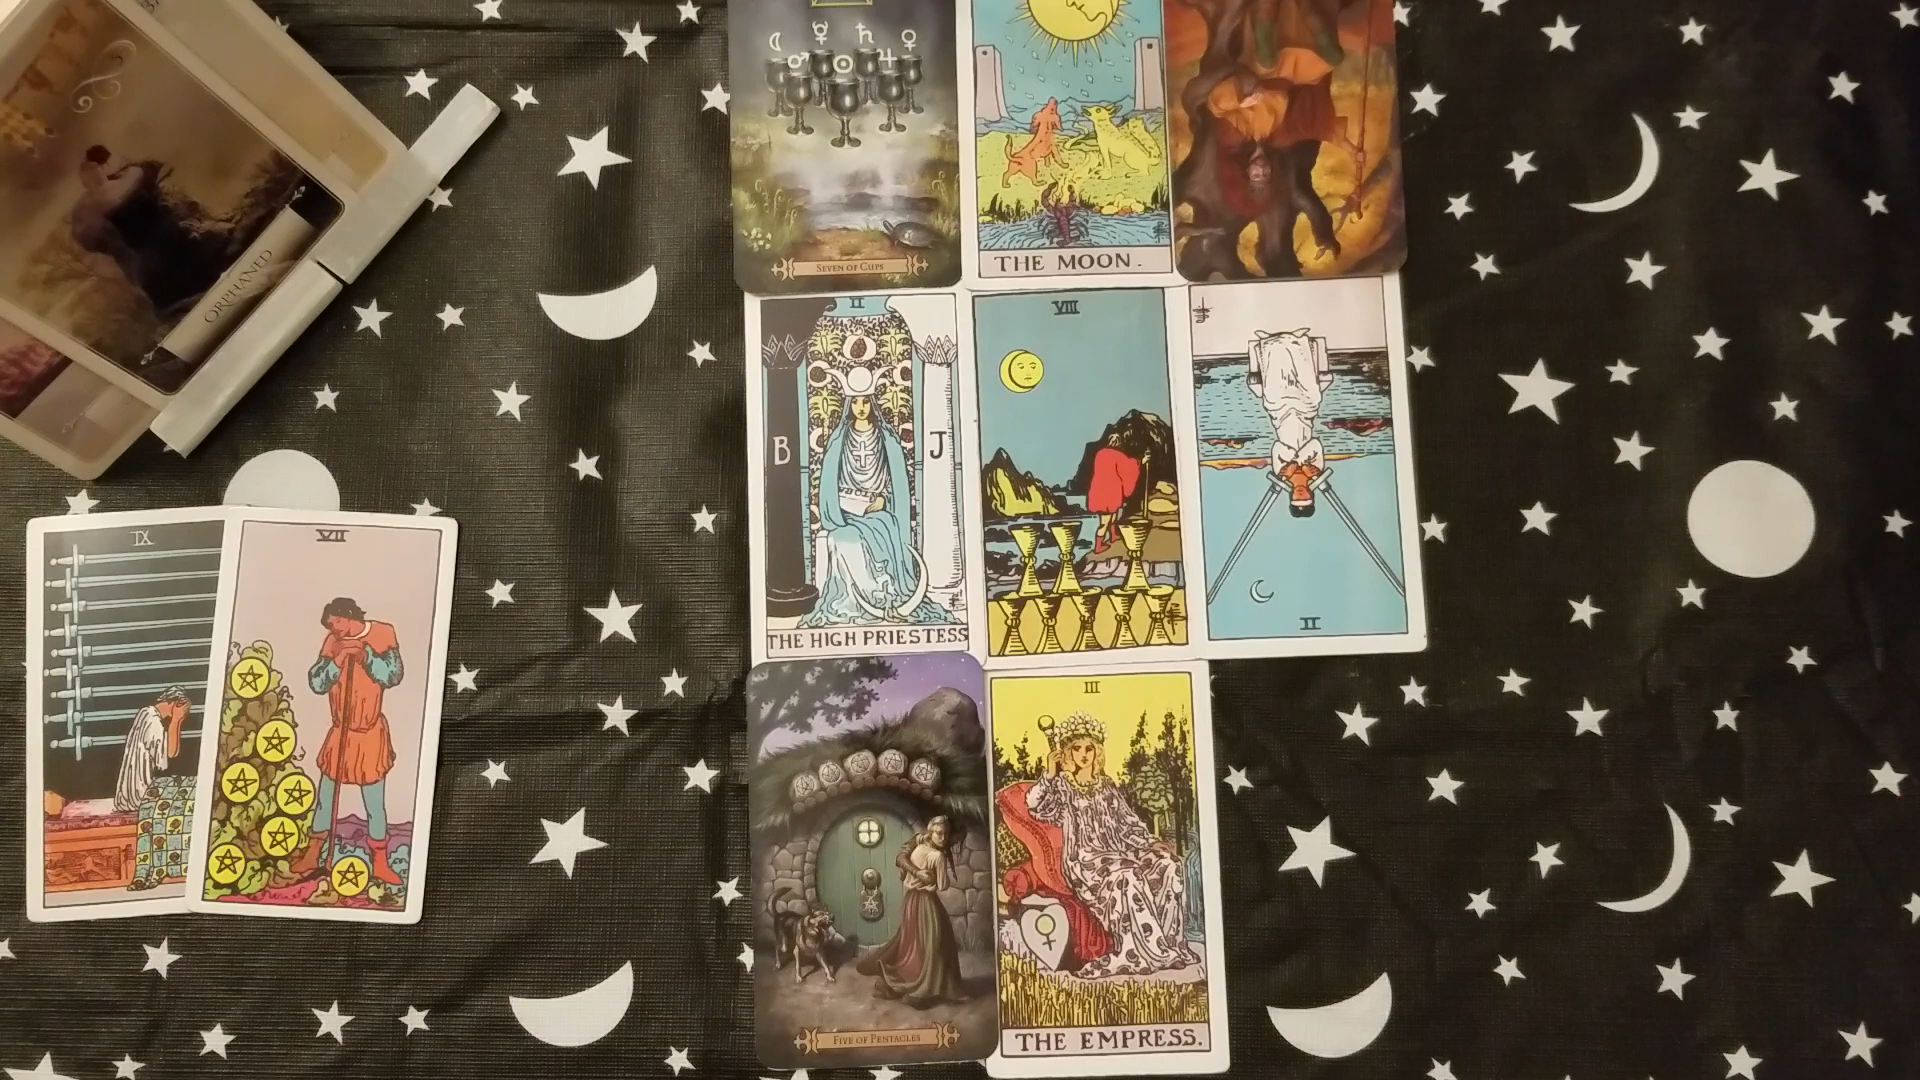 ORPHANED
SEVEN OF CUPS
THE MOON.
II
B
J
THE HIGH PRIESTESS
VIII
II
IX
VII
FIVE OF PENTACLES
III
THE EMPRESS.